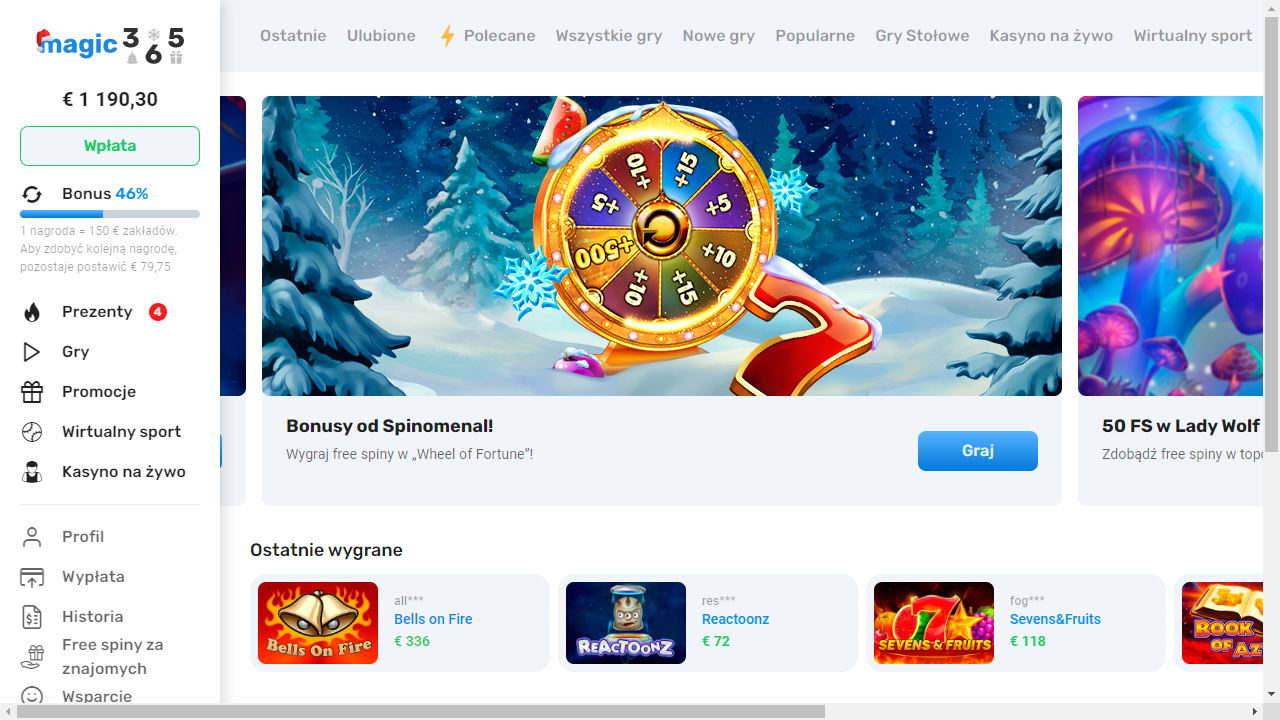 magic 365
€ 1 190,30
Wpłata
Bonus 46%
1 nagroda = 150 € zakładów.
Aby zdobyć kolejną nagrodę,
pozostaje postawić € 79,75
Prezenty 4
Gry
Promocje
Wirtualny sport
Kasyno na żywo
Profil
Wypłata
Historia
Free spiny za
znajomych
Wsparcie
Ostatnie Ulubione Polecane Wszystkie gry Nowe gry Popularne Gry Stołowe Kasyno na żywo Wirtualny sport
+10 +15
+5 +5
+500 +10
+10 +15
Bonusy od Spinomenal!
Wygraj free spiny w „Wheel of Fortune”!
Graj
50 FS w Lady Wolf
Zdobądź free spiny w
Ostatnie wygrane
Bells On Fire
all***
Bells on Fire
€ 336
REACTOONZ
res***
Reactoonz
€ 72
7
SEVENS & FRUITS
fog***
Sevens&Fruits
€ 118
BOOK
OF AZ